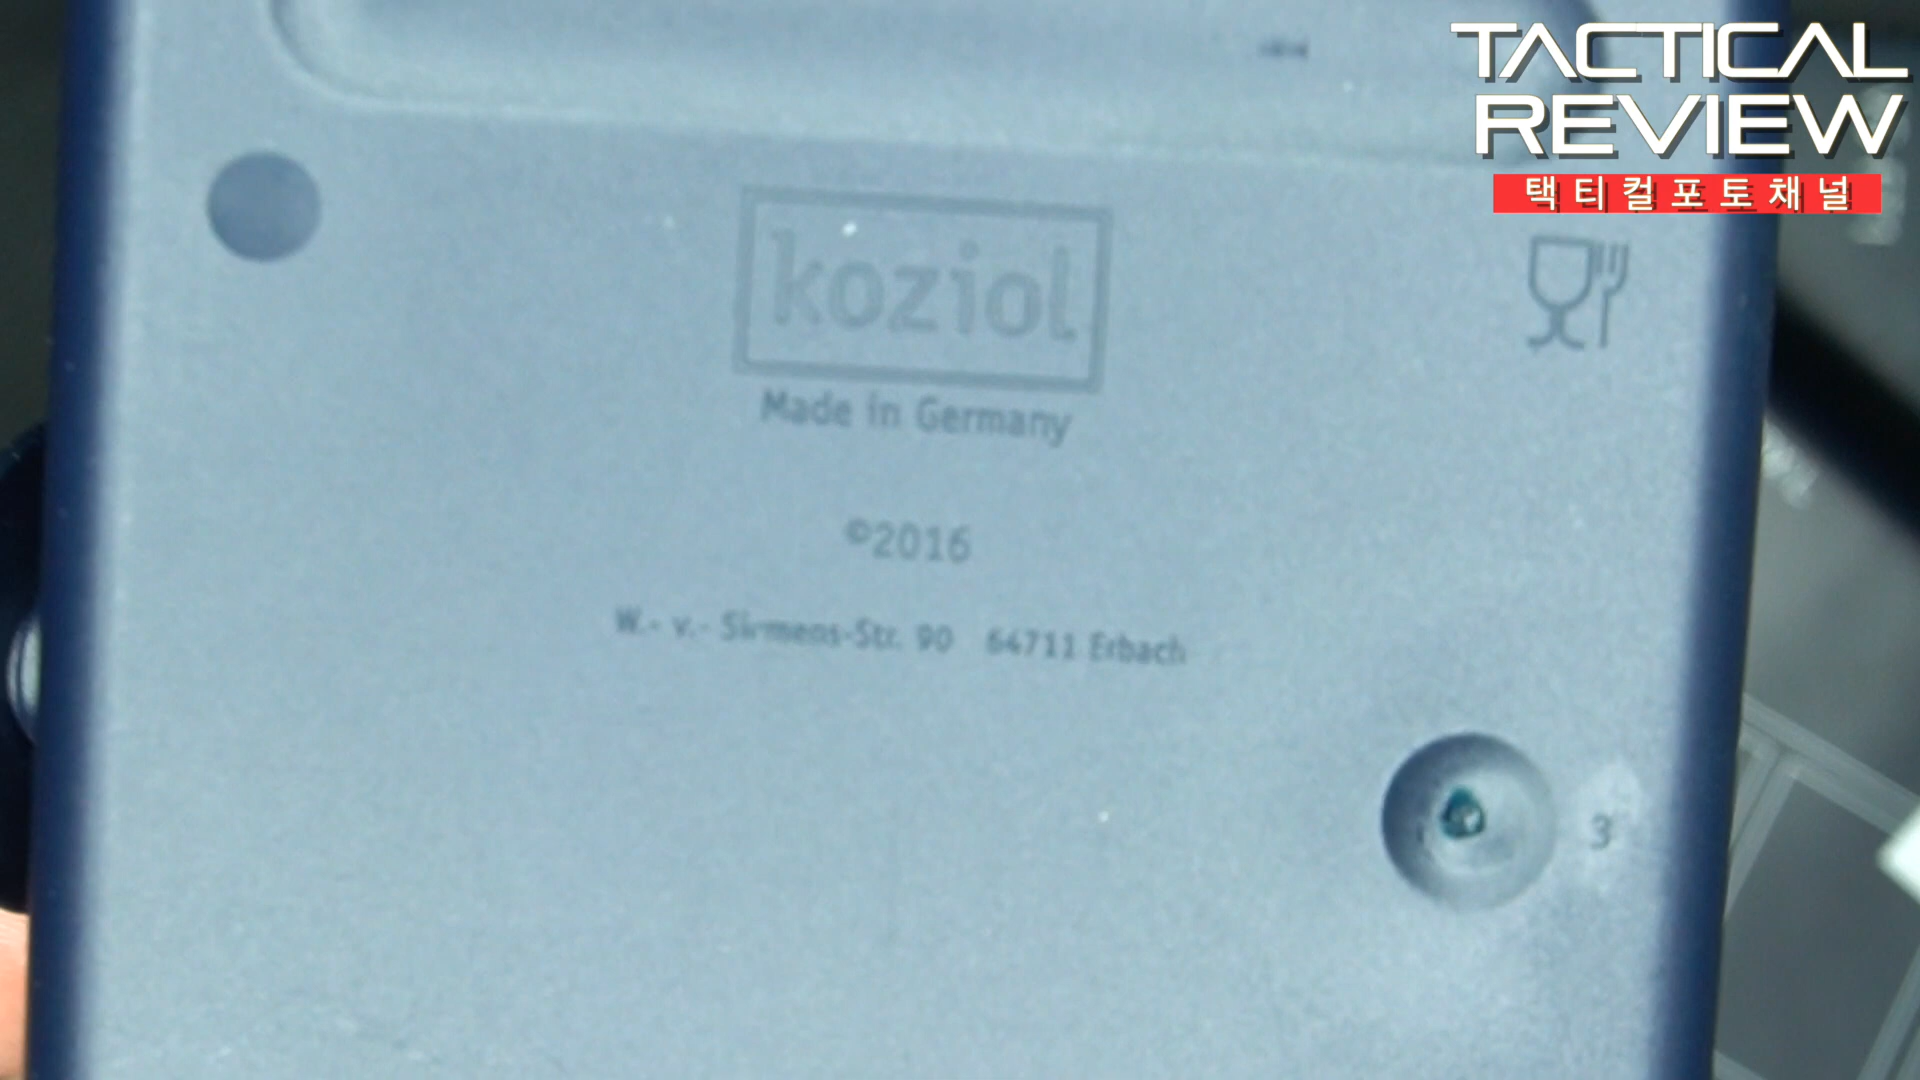 TACTICAL
REVIEW
택티컬포토채널
koziol
Made in Germany
©2016
W.- v.- Siemens-Str. 90 64711 Erbach
3